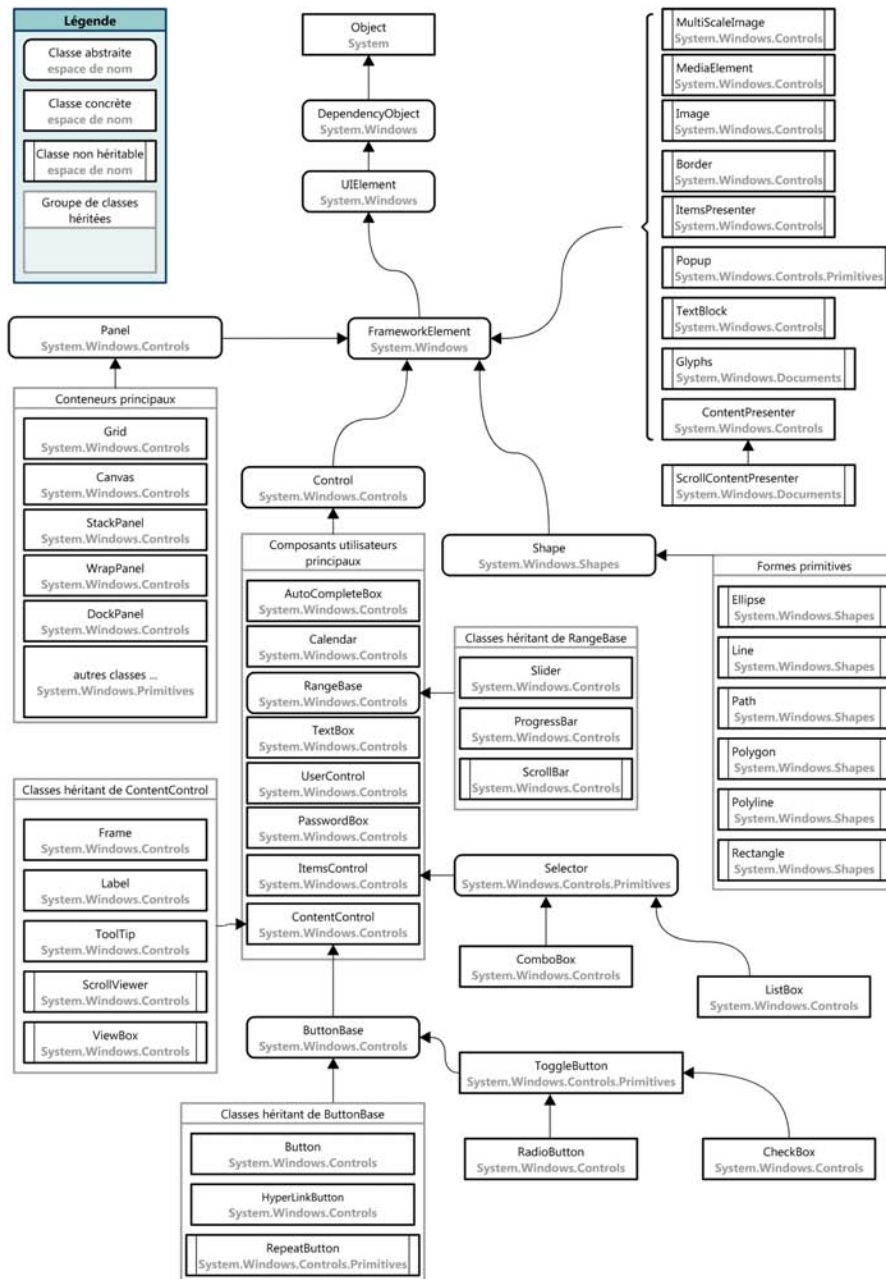 Légende
Classe abstraite
espace de nom
Classe concrète
espace de nom
Classe non héritable
espace de nom
Groupe de classes
héritées
Object
System
DependencyObject
System.Windows
UIElement
System.Windows
FrameworkElement
System.Windows
MultiScaleImage
System.Windows.Controls
MediaElement
System.Windows.Controls
Image
System.Windows.Controls
Border
System.Windows.Controls
ItemsPresenter
System.Windows.Controls
Popup
System.Windows.Controls.Primitives
TextBlock
System.Windows.Controls
Glyphs
System.Windows.Documents
ContentPresenter
System.Windows.Controls
ScrollContentPresenter
System.Windows.Documents
Panel
System.Windows.Controls
Conteneurs principaux
Grid
System.Windows.Controls
Canvas
System.Windows.Controls
StackPanel
System.Windows.Controls
WrapPanel
System.Windows.Controls
DockPanel
System.Windows.Controls
autres classes ...
System.Windows.Primitives
Control
System.Windows.Controls
Composants utilisateurs
principaux
AutoCompleteBox
System.Windows.Controls
Calendar
System.Windows.Controls
RangeBase
System.Windows.Controls
TextBox
System.Windows.Controls
UserControl
System.Windows.Controls
PasswordBox
System.Windows.Controls
ItemsControl
System.Windows.Controls
ContentControl
System.Windows.Controls
Shape
System.Windows.Shapes
Formes primitives
Ellipse
System.Windows.Shapes
Line
System.Windows.Shapes
Path
System.Windows.Shapes
Polygon
System.Windows.Shapes
Polyline
System.Windows.Shapes
Rectangle
System.Windows.Shapes
Classes héritant de RangeBase
Slider
System.Windows.Controls
ProgressBar
System.Windows.Controls
ScrollBar
System.Windows.Controls
Classes héritant de ContentControl
Frame
System.Windows.Controls
Label
System.Windows.Controls
ToolTip
System.Windows.Controls
ScrollViewer
System.Windows.Controls
ViewBox
System.Windows.Controls
Selector
System.Windows.Controls.Primitives
ComboBox
System.Windows.Controls
ListBox
System.Windows.Controls
ButtonBase
System.Windows.Controls
ToggleButton
System.Windows.Controls.Primitives
RadioButton
System.Windows.Controls
CheckBox
System.Windows.Controls
Classes héritant de ButtonBase
Button
System.Windows.Controls
HyperLinkButton
System.Windows.Controls
RepeatButton
System.Windows.Controls.Primitives